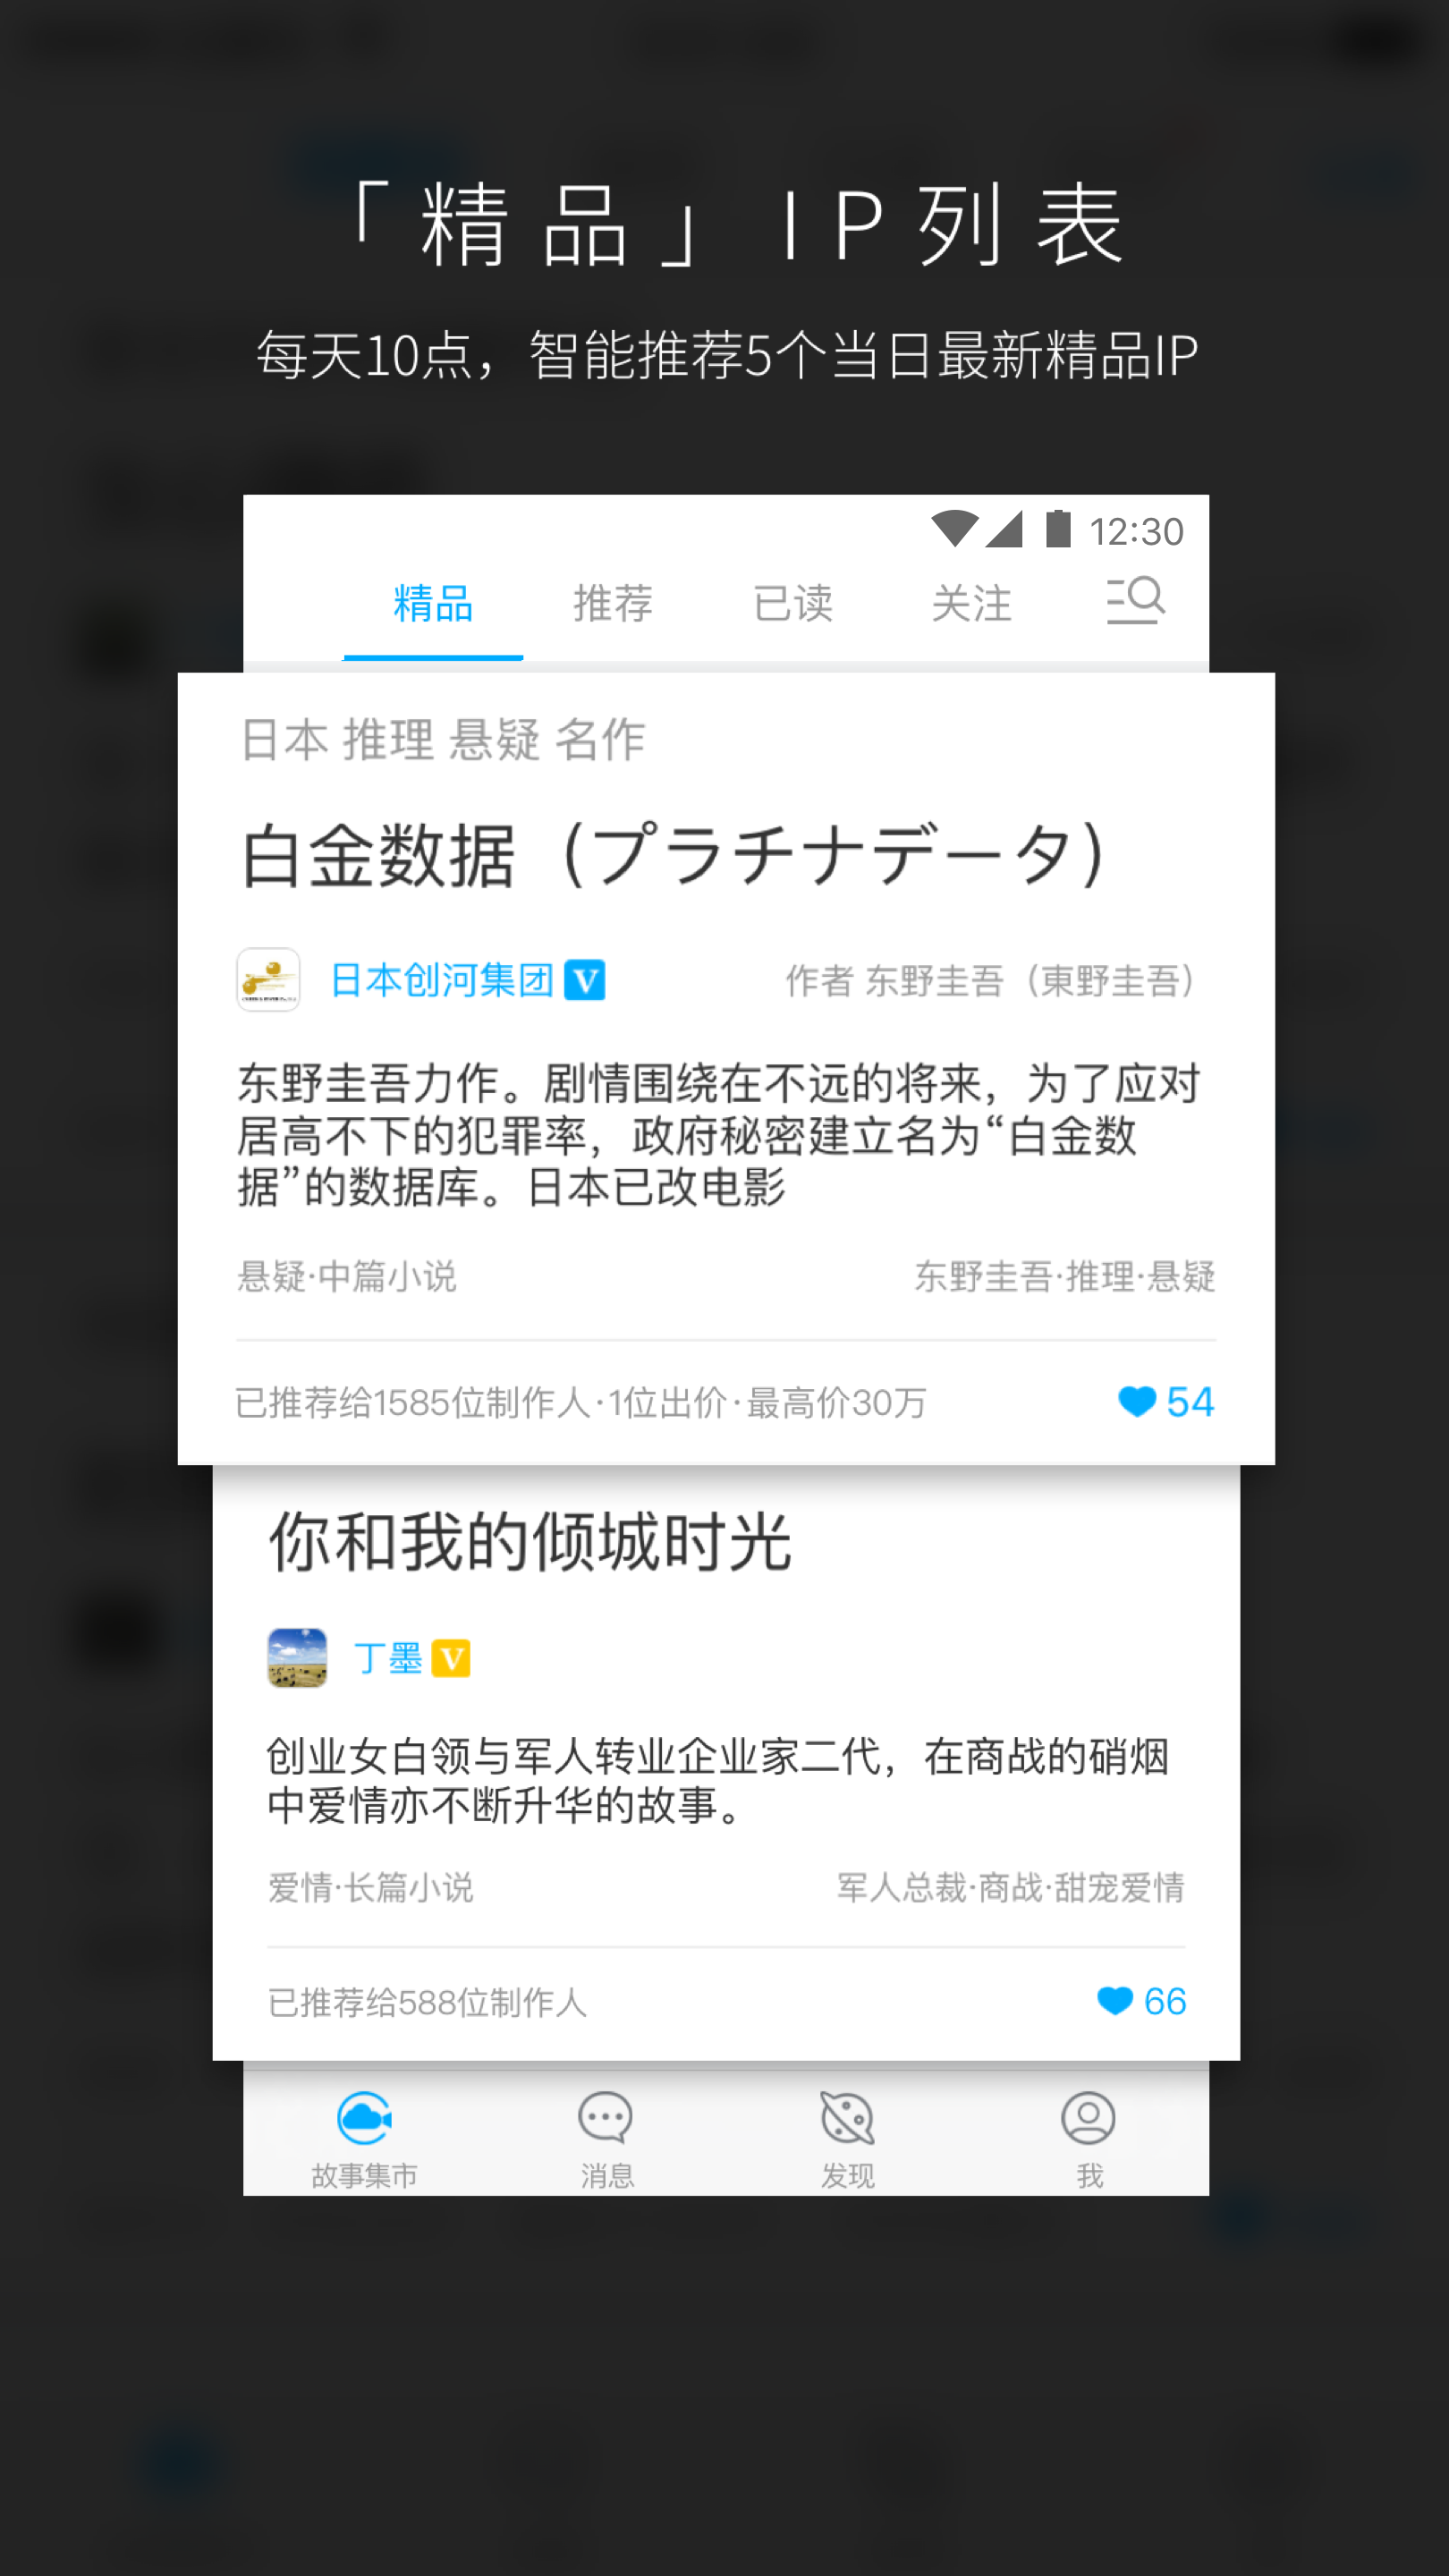 「精品」IP列表
每天10点，智能推荐5个当日最新精品IP
12:30
精品 推荐 已读 关注
日本 推理 悬疑 名作
白金数据（プラチナデータ）
日本创河集团 V 作者 东野圭吾（東野圭吾）
东野圭吾力作。剧情围绕在不远的将来，为了应对
居高不下的犯罪率，政府秘密建立名为“白金数
据”的数据库。日本已改电影
悬疑·中篇小说 东野圭吾·推理·悬疑
已推荐给1585位制作人·1位出价·最高价30万 54
你和我的倾城时光
丁墨 V
创业女白领与军人转业企业家二代，在商战的硝烟
中爱情亦不断升华的故事。
爱情·长篇小说 军人总裁·商战·甜宠爱情
已推荐给588位制作人 66
故事集市 消息 发现 我